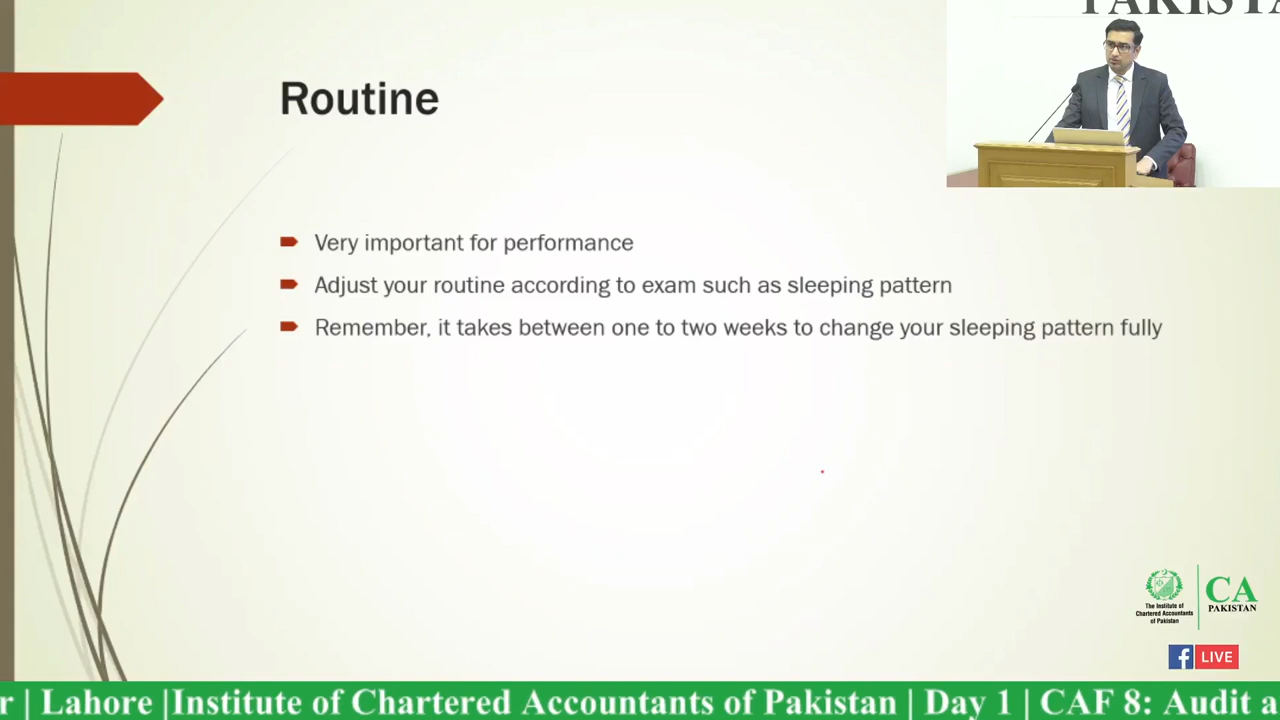 PAKISTA
Routine
Very important for performance
Adjust your routine according to exam such as sleeping pattern
Remember, it takes between one to two weeks to change your sleeping pattern fully
The Institute of
Chartered Accountants
of Pakistan
CA
PAKISTAN
f LIVE
r | Lahore |Institute of Chartered Accountants of Pakistan | Day 1 | CAF 8: Audit a